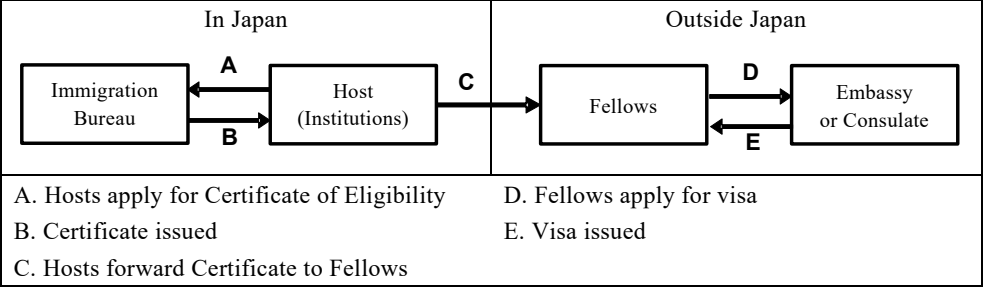 In Japan
Outside Japan
A
Immigration
Bureau
B
Host
(Institutions)
C
Fellows
D
E
Embassy
or Consulate
A. Hosts apply for Certificate of Eligibility
B. Certificate issued
C. Hosts forward Certificate to Fellows
D. Fellows apply for visa
E. Visa issued